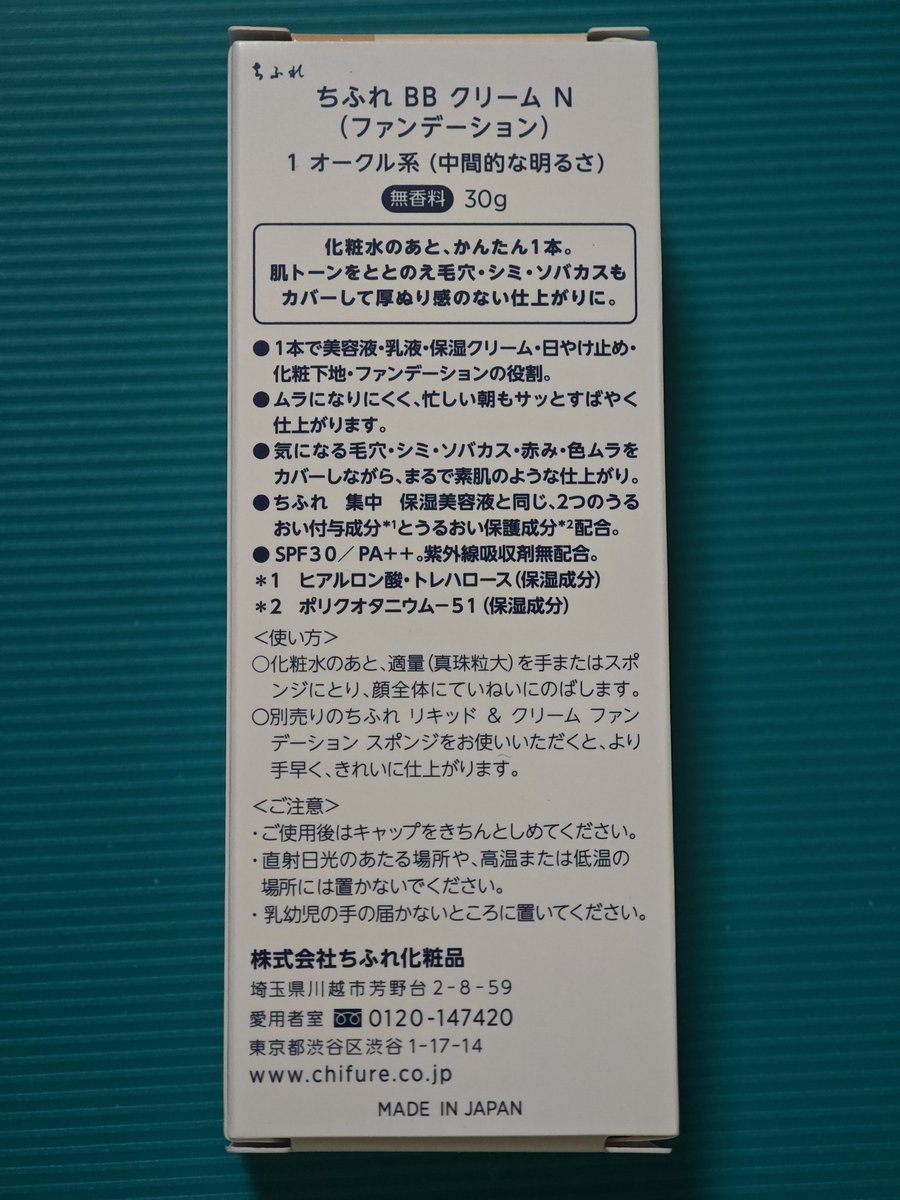 ちふれ
ちふれ BB クリーム N
（ファンデーション）
1 オークル系（中間的な明るさ）
無香料 30g
化粧水のあと、かんたん1本。
肌トーンをととのえ毛穴・シミ・ソバカスも
カバーして厚ぬり感のない仕上がりに。
●1本で美容液・乳液・保湿クリーム・日やけ止め・
化粧下地・ファンデーションの役割。
●ムラになりにくく、忙しい朝もサッとすばやく
仕上がります。
●気になる毛穴・シミ・ソバカス・赤み・色ムラを
カバーしながら、まるで素肌のような仕上がり。
●ちふれ 集中 保湿美容液と同じ、2つのうる
おい付与成分*1とうるおい保護成分*2配合。
●SPF30／PA++。紫外線吸収剤無配合。
*1 ヒアルロン酸・トレハロース（保湿成分）
*2 ポリクオタニウム－51（保湿成分）
＜使い方＞
○化粧水のあと、適量（真珠粒大）を手またはスポ
ンジにとり、顔全体にていねいにのばします。
○別売りのちふれ リキッド & クリーム ファン
デーション スポンジをお使いいただくと、より
手早く、きれいに仕上がります。
＜ご注意＞
・ご使用後はキャップをきちんとしめてください。
・直射日光のあたる場所や、高温または低温の
場所には置かないでください。
・乳幼児の手の届かないところに置いてください。
株式会社ちふれ化粧品
埼玉県川越市芳野台2-8-59
愛用者室 0120-147420
東京都渋谷区渋谷1-17-14
www.chifure.co.jp
MADE IN JAPAN